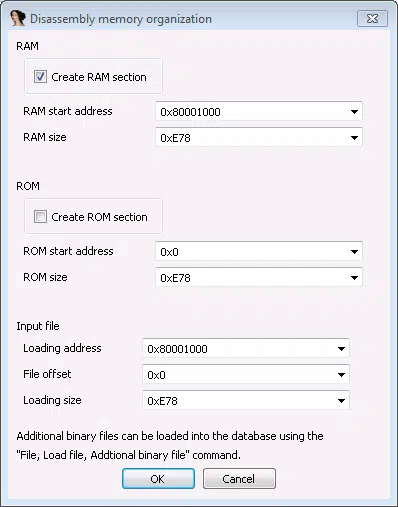 Disassembly memory organization
RAM
Create RAM section
RAM start address 0x80001000
RAM size 0xE78
ROM
Create ROM section
ROM start address 0x0
ROM size 0xE78
Input file
Loading address 0x80001000
File offset 0x0
Loading size 0xE78
Additional binary files can be loaded into the database using the
"File, Load file, Addtional binary file" command.
OK Cancel